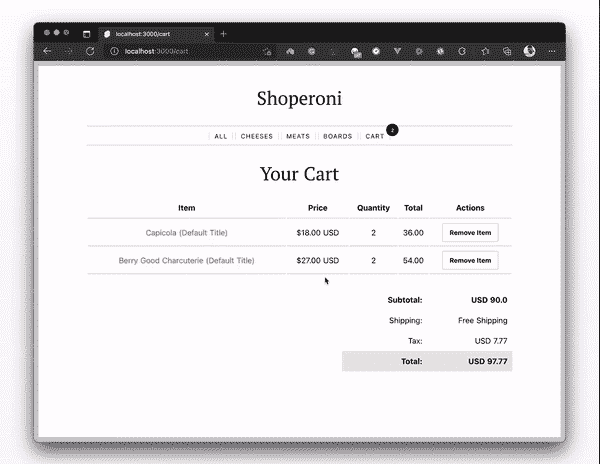 localhost:3000/cart
localhost:3000/cart
Shoperoni
ALL CHEESES MEATS BOARDS CART 2
Your Cart
Item Price Quantity Total Actions
Capicola (Default Title) $18.00 USD 2 36.00 Remove Item
Berry Good Charcuterie (Default Title) $27.00 USD 2 54.00 Remove Item
Subtotal: USD 90.0
Shipping: Free Shipping
Tax: USD 7.77
Total: USD 97.77